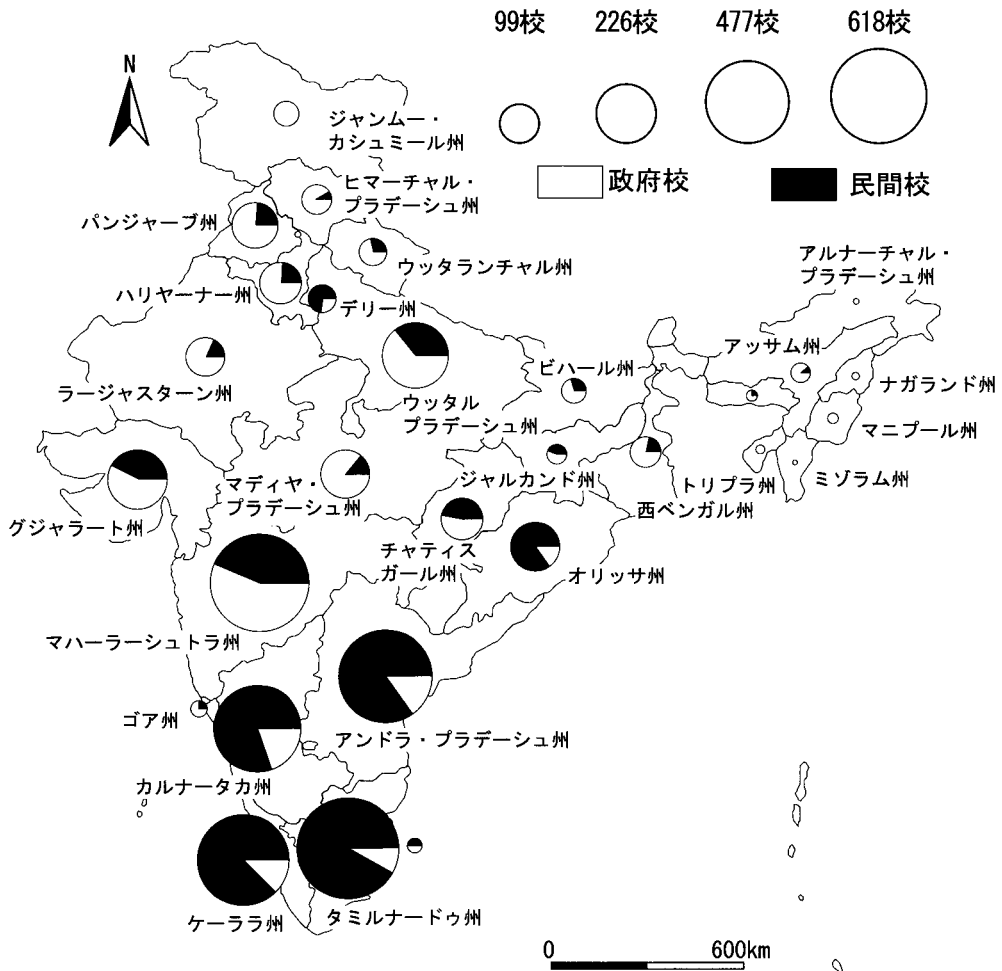 99校
226校
477校
618校
N
政府校
民間校
ジャンムー・
カシュミール州
ヒマーチャル・
プラデーシュ州
パンジャーブ州
ウッタランチャル州
ハリヤーナー州
デリー州
アルナーチャル・
プラデーシュ州
アッサム州
ビハール州
ナガランド州
ラージャスターン州
ウッタル
プラデーシュ州
マニプール州
マディヤ・
プラデーシュ州
ジャルカンド州
トリプラ州
ミゾラム州
西ベンガル州
グジャラート州
チャティス
ガール州
オリッサ州
マハーラーシュトラ州
ゴア州
アンドラ・プラデーシュ州
カルナータカ州
ケーララ州
タミルナードゥ州
0
600km